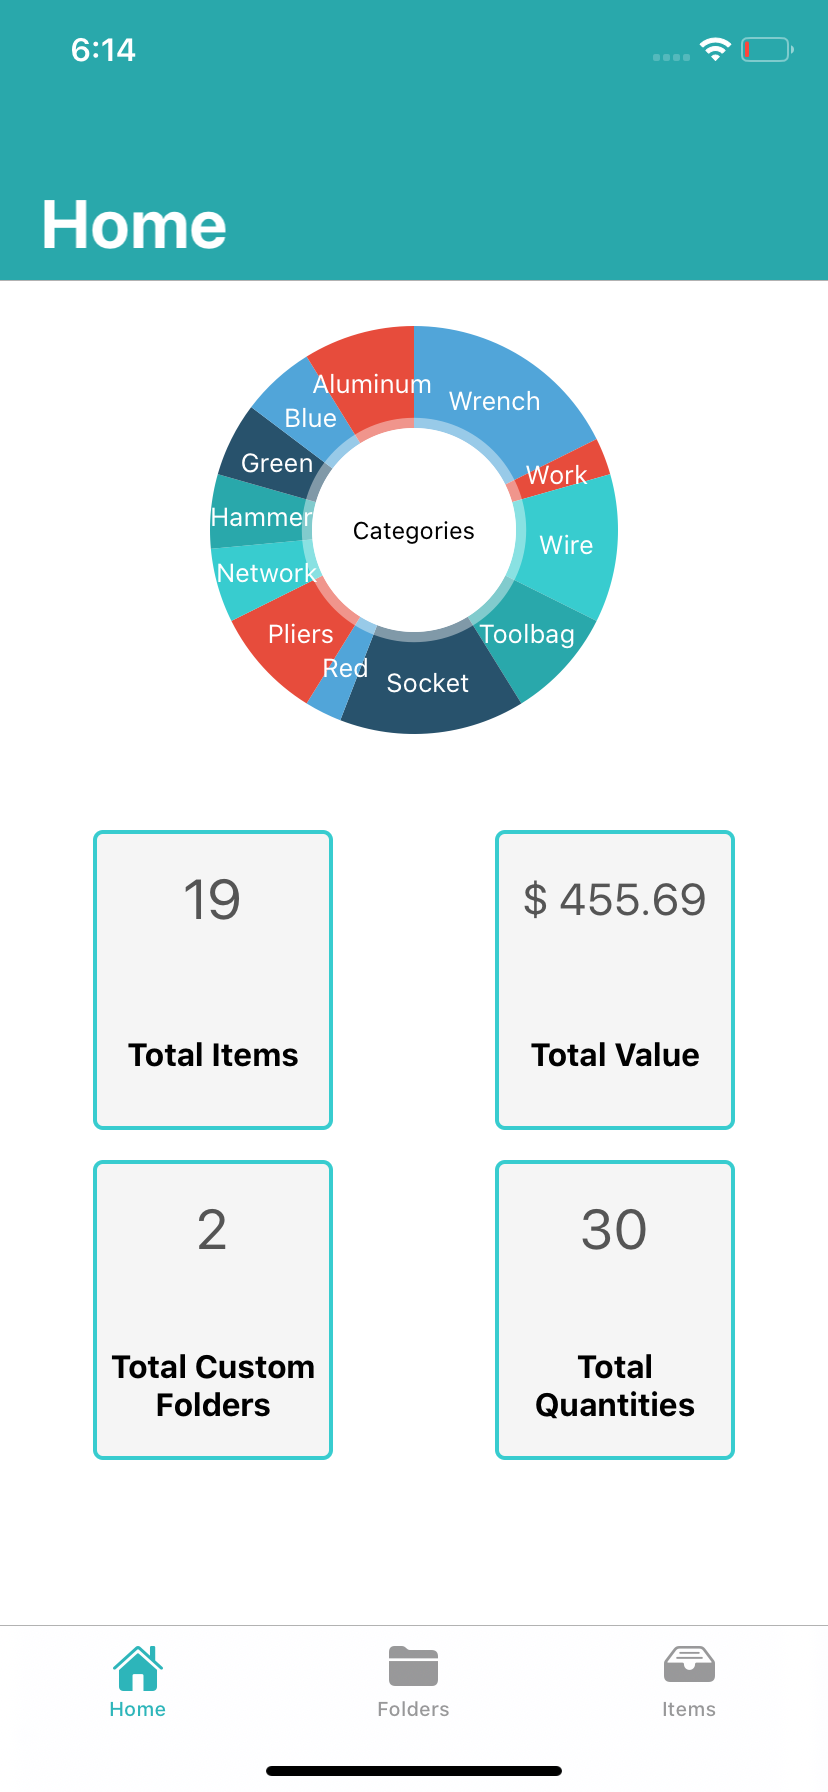 6:14
Home
Aluminum
Wrench
Blue
Green
Work
Hammer
Categories
Wire
Network
Pliers
Toolbag
Red
Socket
19
$ 455.69
Total Items
Total Value
2
30
Total Custom
Folders
Total
Quantities
Home
Folders
Items